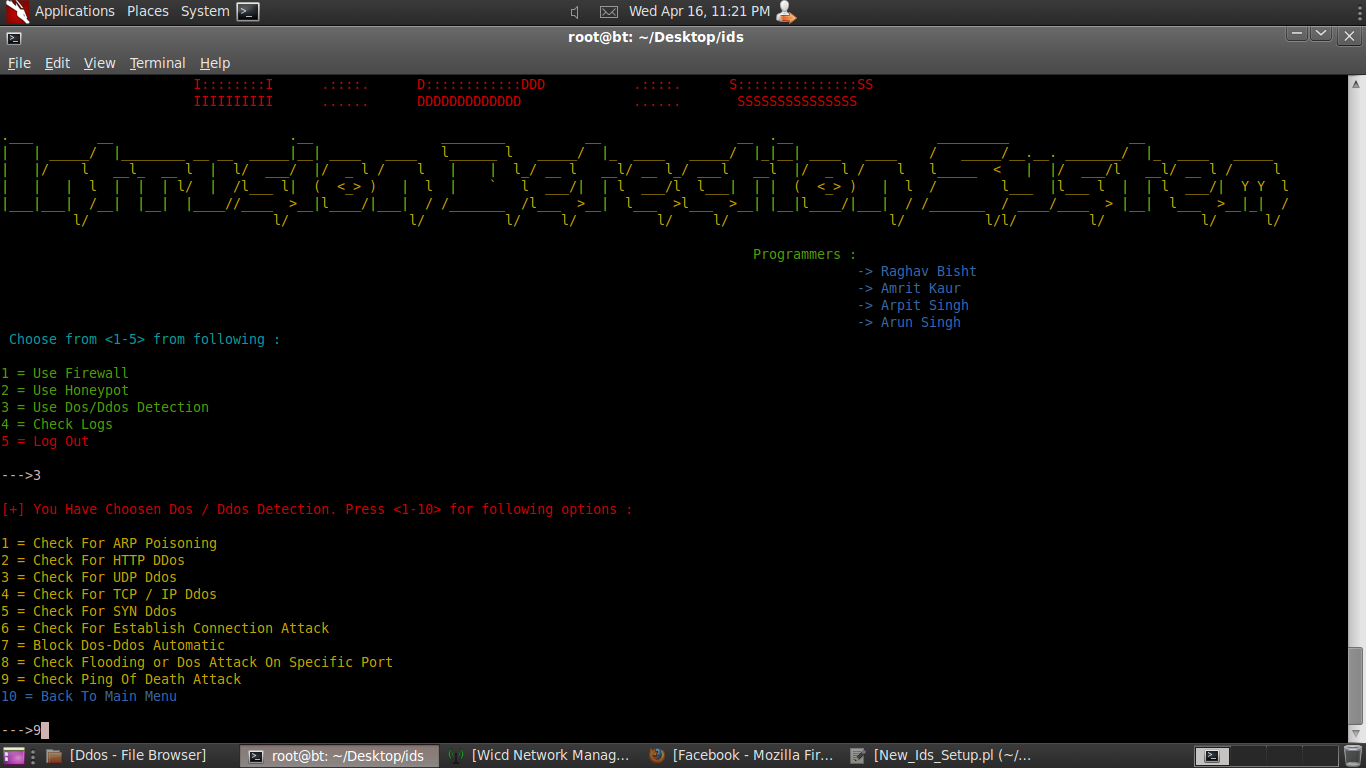 Applications Places System
Wed Apr 16, 11:21 PM
root@bt: ~/Desktop/ids
File Edit View Terminal Help
I::::::::I .::::. D::::::::::::DDD .::::. S:::::::::::::::SS
IIIIIIIIII ...... DDDDDDDDDDDDD ...... SSSSSSSSSSSSSSS
Intrusion Detection System
Programmers :
-> Raghav Bisht
-> Amrit Kaur
-> Arpit Singh
-> Arun Singh
Choose from <1-5> from following :
1 = Use Firewall
2 = Use Honeypot
3 = Use Dos/Ddos Detection
4 = Check Logs
5 = Log Out
--->3
[+] You Have Choosen Dos / Ddos Detection. Press <1-10> for following options :
1 = Check For ARP Poisoning
2 = Check For HTTP DDos
3 = Check For UDP Ddos
4 = Check For TCP / IP Ddos
5 = Check For SYN Ddos
6 = Check For Establish Connection Attack
7 = Block Dos-Ddos Automatic
8 = Check Flooding or Dos Attack On Specific Port
9 = Check Ping Of Death Attack
10 = Back To Main Menu
--->9
[Ddos - File Browser] root@bt: ~/Desktop/ids [Wicd Network Manag... [Facebook - Mozilla Fir... [New_Ids_Setup.pl (~/...